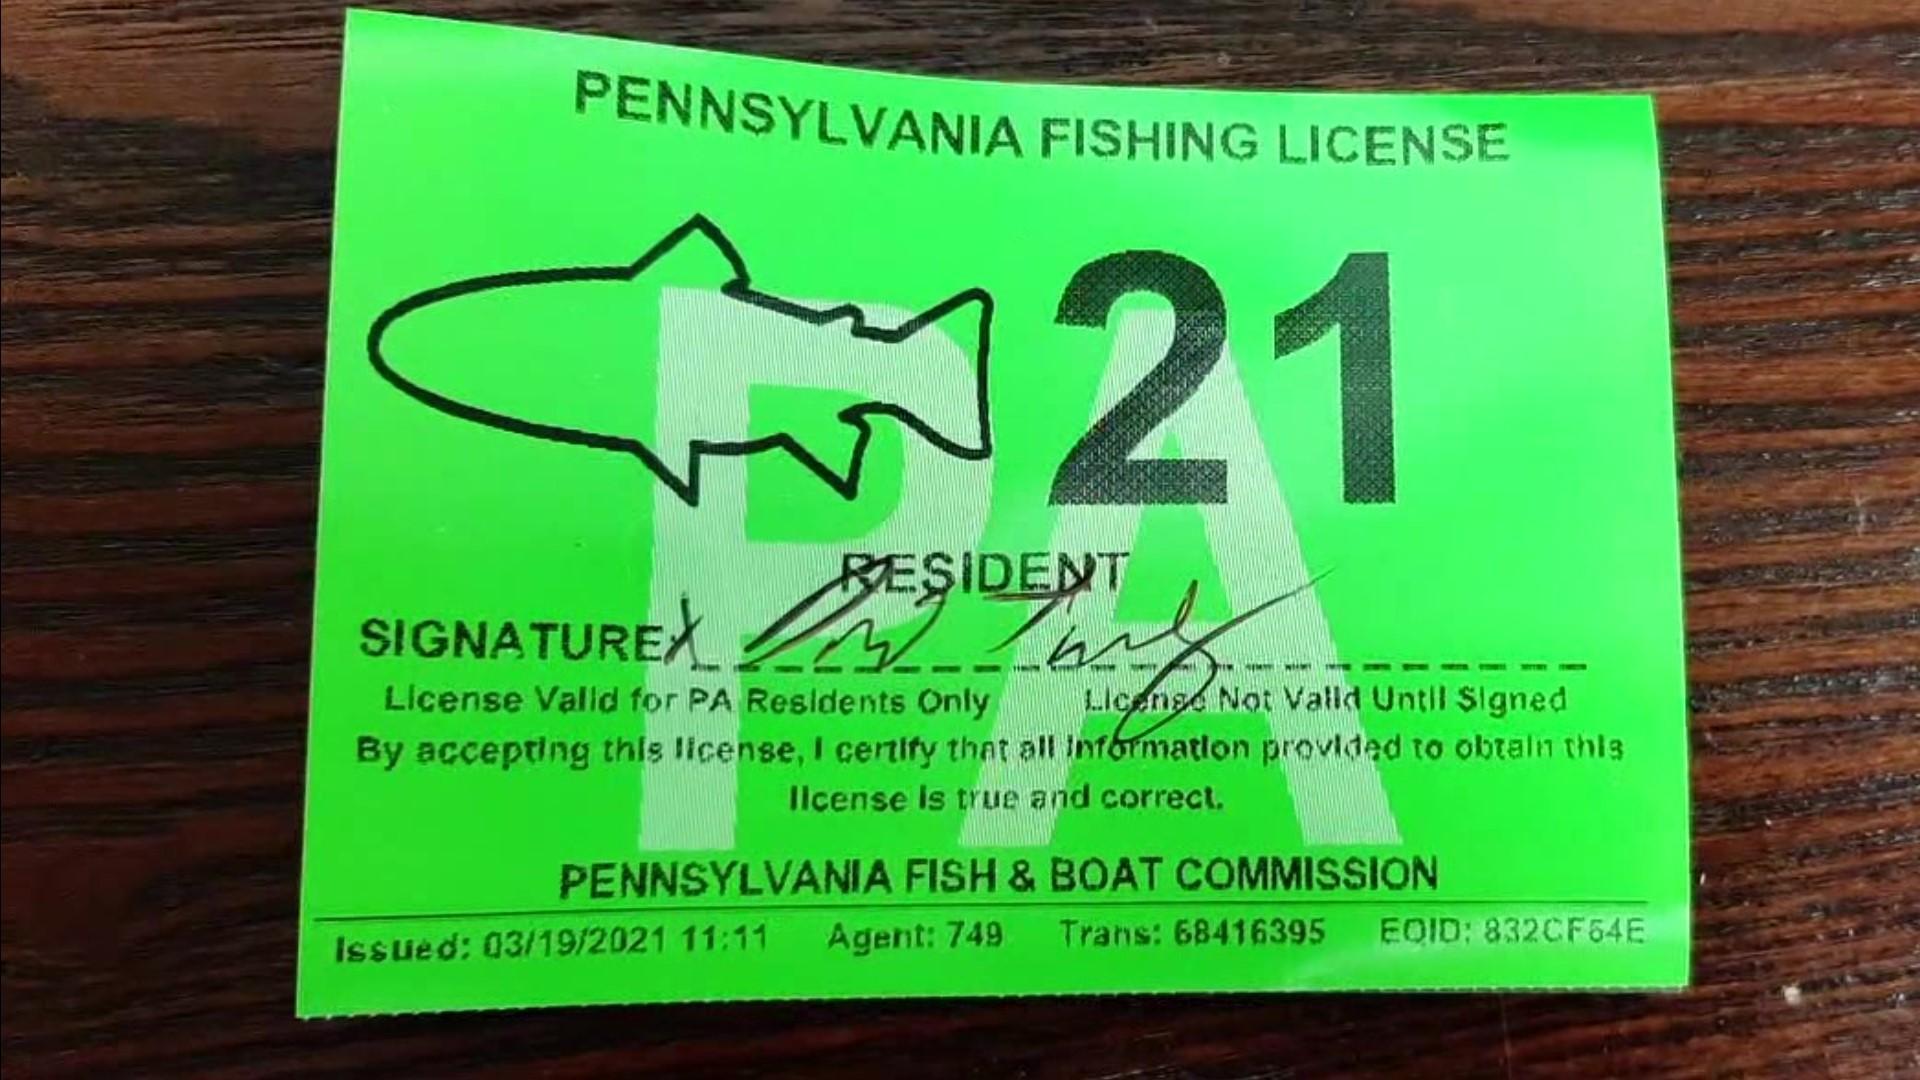 PENNSYLVANIA FISHING LICENSE
21
PA
RESIDENT
SIGNATURE X
License Valid for PA Residents Only License Not Valid Until Signed
By accepting this license, I certify that all information provided to obtain this
license is true and correct.
PENNSYLVANIA FISH & BOAT COMMISSION
Issued: 03/19/2021 11:11 Agent: 749 Trans: 68416395 EQID: 832CF64E